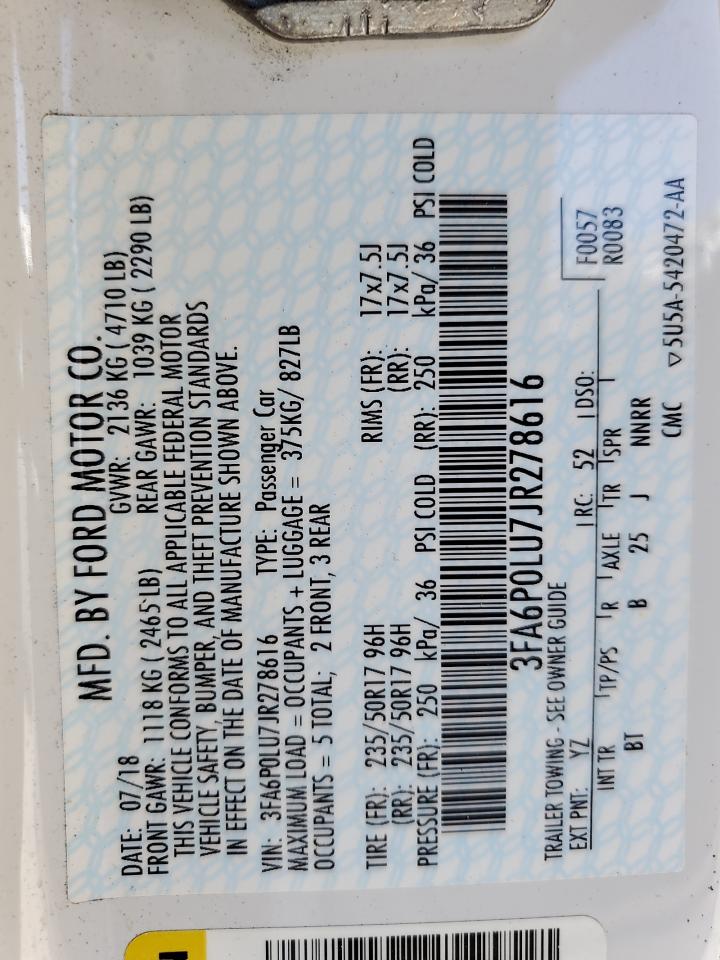 MFD. BY FORD MOTOR CO.
DATE: 07/18 GVWR: 2136 KG ( 4710 LB)
FRONT GAWR: 1118 KG ( 2465 LB) REAR GAWR: 1039 KG ( 2290 LB)
THIS VEHICLE CONFORMS TO ALL APPLICABLE FEDERAL MOTOR
VEHICLE SAFETY, BUMPER, AND THEFT PREVENTION STANDARDS
IN EFFECT ON THE DATE OF MANUFACTURE SHOWN ABOVE.
VIN: 3FA6P0LU7JR278616 TYPE: Passenger Car
MAXIMUM LOAD = OCCUPANTS + LUGGAGE = 375KG/ 827LB
OCCUPANTS = 5 TOTAL; 2 FRONT, 3 REAR
TIRE (FR): 235/50R17 96H RIMS (FR): 17x7.5J
(RR): 235/50R17 96H (RR): 17x7.5J
PRESSURE (FR): 250 kPa/ 36 PSI COLD (RR): 250 kPa/ 36 PSI COLD
3FA6P0LU7JR278616
TRAILER TOWING - SEE OWNER GUIDE
F0057
EXT PNT: YZ RC: 52 DSO: R0083
INT TR TP/PS R AXLE TR SPR
BT B 25 J NNRR
CMC ▽5U5A-5420472-AA